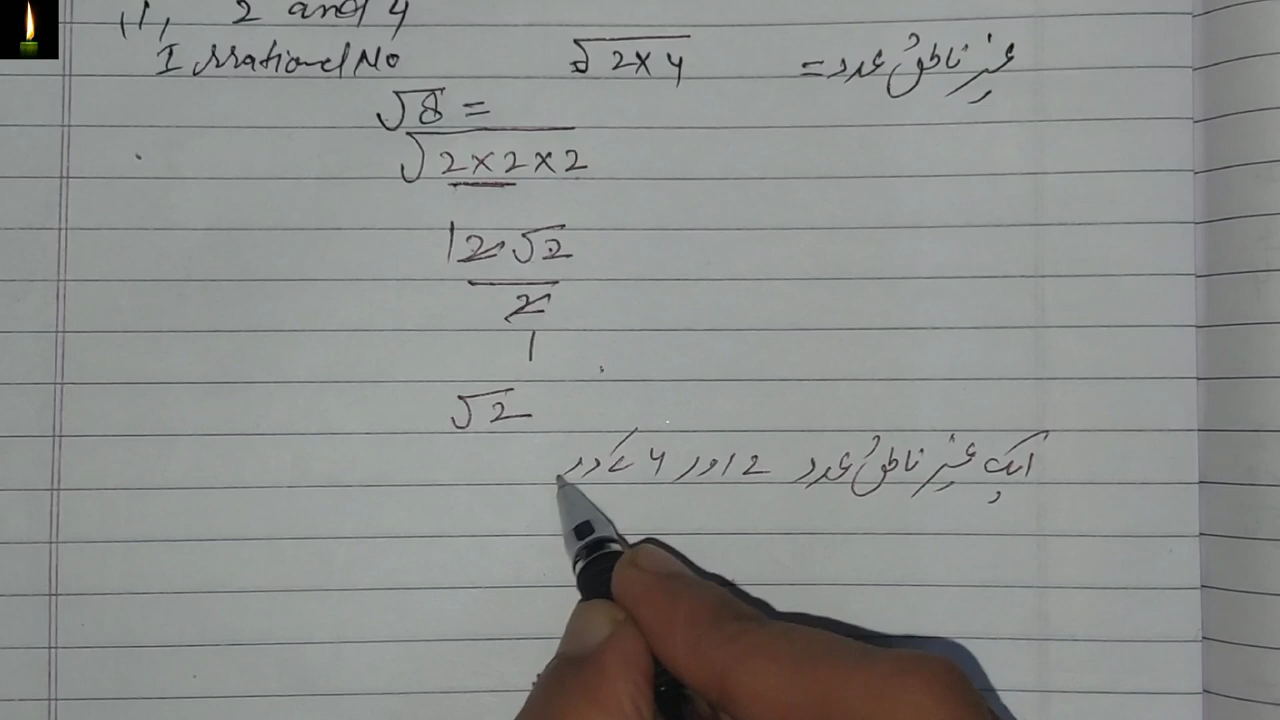 (1, 2 and 4
Irrational No √2×4 غیر ناطق عدد =
√8 =
√2×2×2
1 2·√2
2
1
√2
ایک غیر ناطق عدد 2 اور 4 کے در